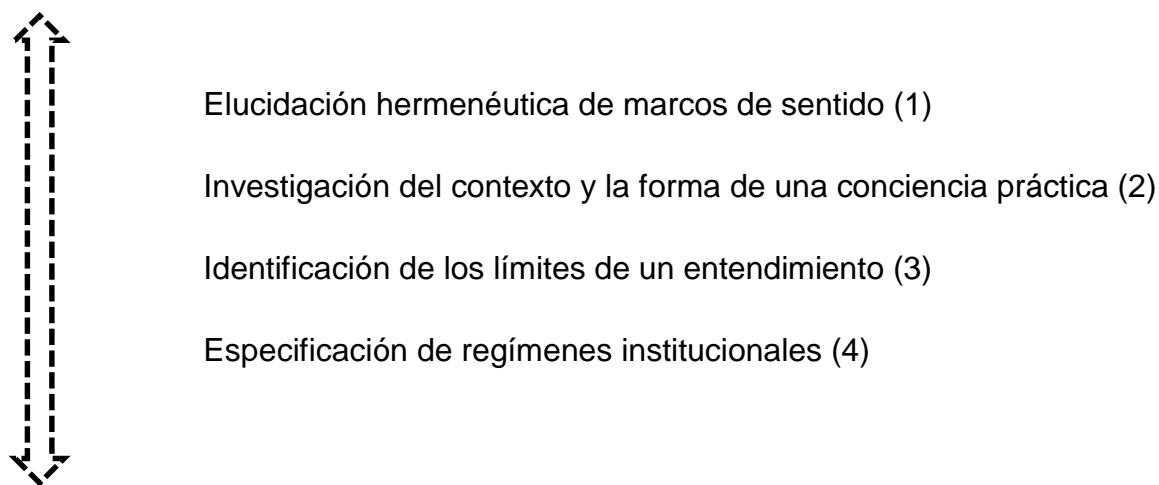 Elucidación hermenéutica de marcos de sentido (1)
Investigación del contexto y la forma de una conciencia práctica (2)
Identificación de los límites de un entendimiento (3)
Especificación de regímenes institucionales (4)